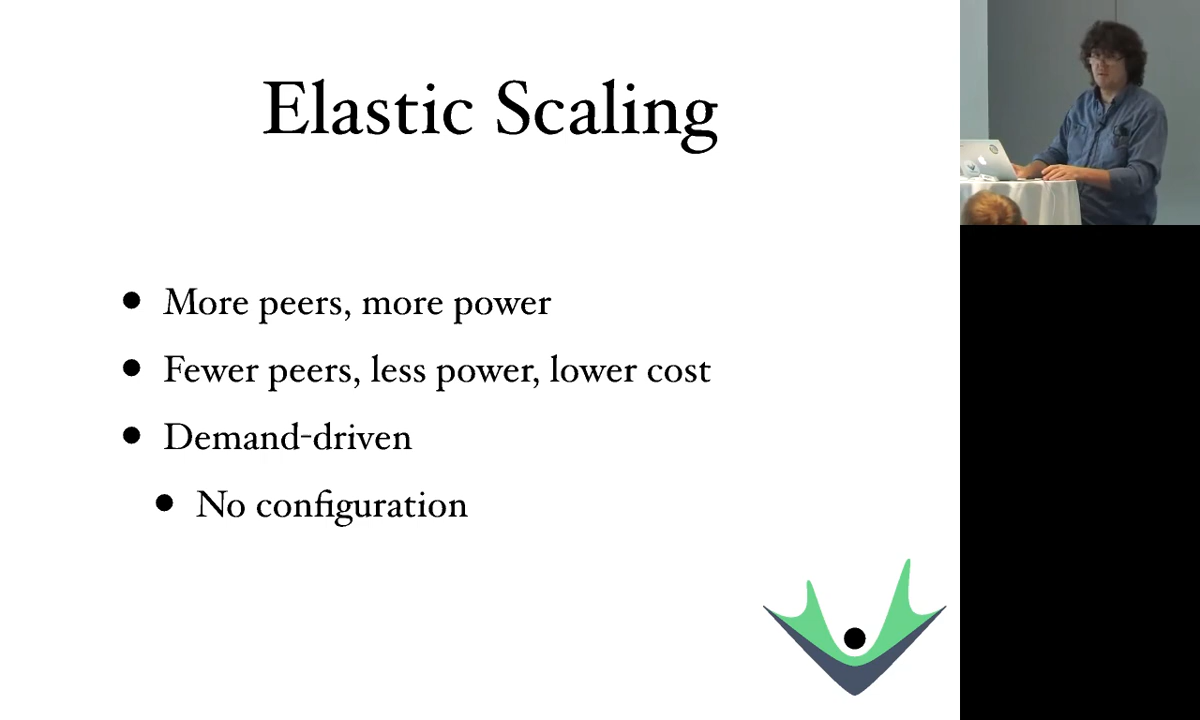 Elastic Scaling
More peers, more power
Fewer peers, less power, lower cost
Demand-driven
No configuration